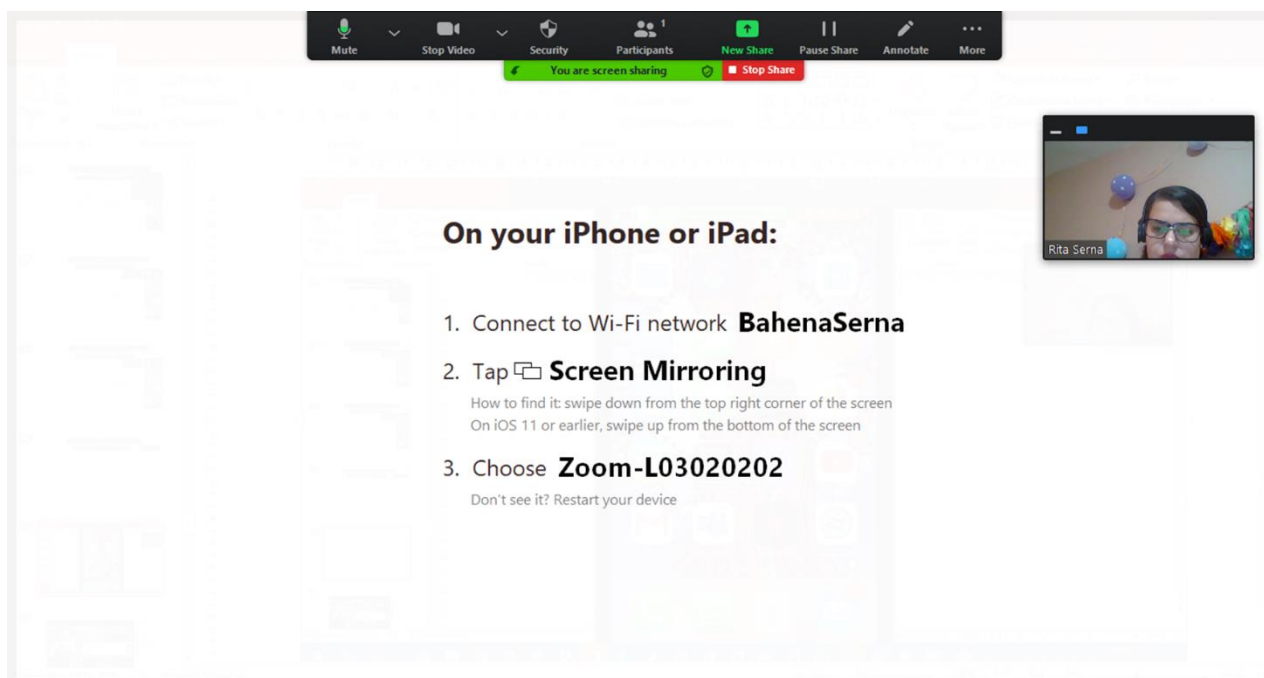 Mute Stop Video Security Participants 1 New Share Pause Share Annotate More
You are screen sharing Stop Share
Rita Serna
On your iPhone or iPad:
1. Connect to Wi-Fi network BahenaSerna
2. Tap Screen Mirroring
How to find it: swipe down from the top right corner of the screen
On iOS 11 or earlier, swipe up from the bottom of the screen
3. Choose Zoom-L03020202
Don't see it? Restart your device